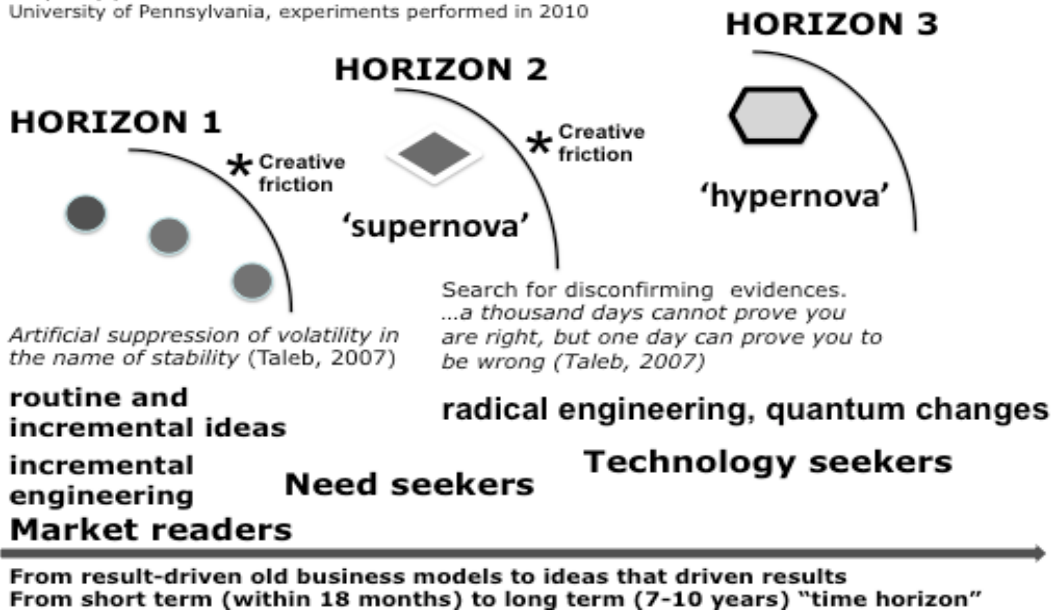 University of Pennsylvania, experiments performed in 2010
HORIZON 3
HORIZON 2
HORIZON 1
* Creative
friction
* Creative
friction
‘supernova’
‘hypernova’
Artificial suppression of volatility in
the name of stability (Taleb, 2007)
Search for disconfirming evidences.
...a thousand days cannot prove you
are right, but one day can prove you to
be wrong (Taleb, 2007)
routine and
incremental ideas
radical engineering, quantum changes
incremental
engineering
Need seekers
Technology seekers
Market readers
From result-driven old business models to ideas that driven results
From short term (within 18 months) to long term (7-10 years) “time horizon”